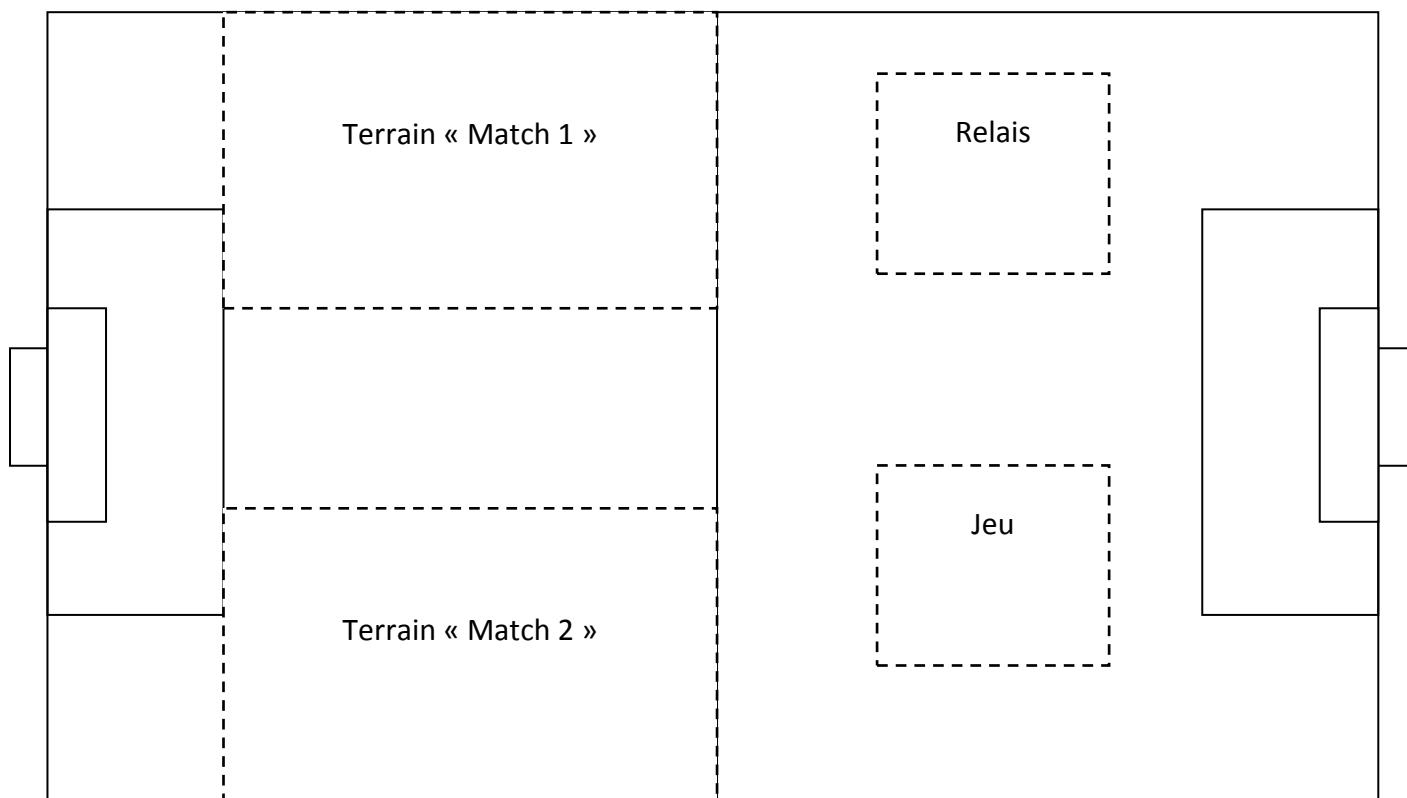 Terrain « Match 1 »
Relais
Jeu
Terrain « Match 2 »